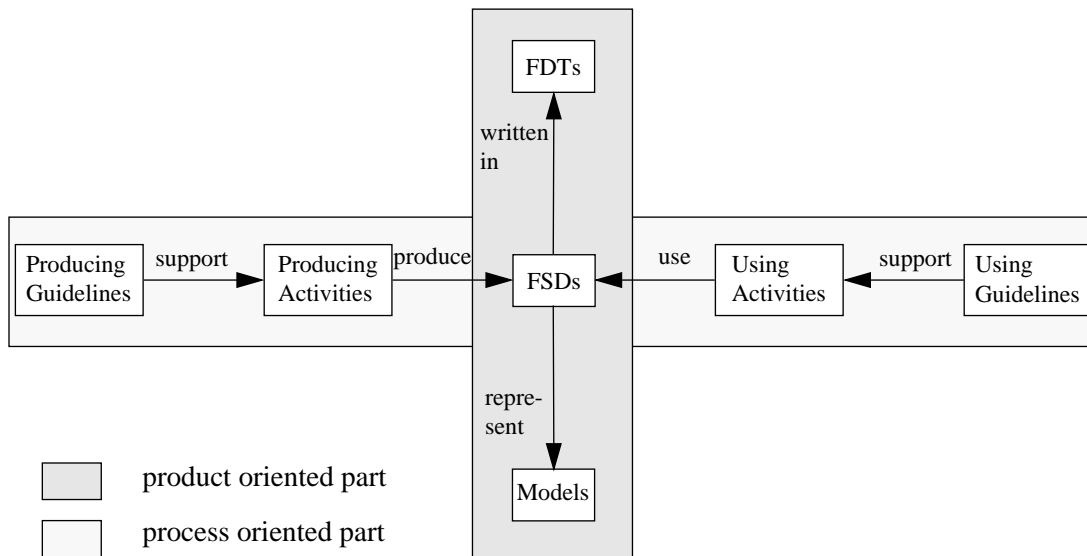 FDTs
written
in
Producing
Guidelines
support
Producing
Activities
produce
FSDs
use
Using
Activities
support
Using
Guidelines
repre-
sent
Models
product oriented part
process oriented part